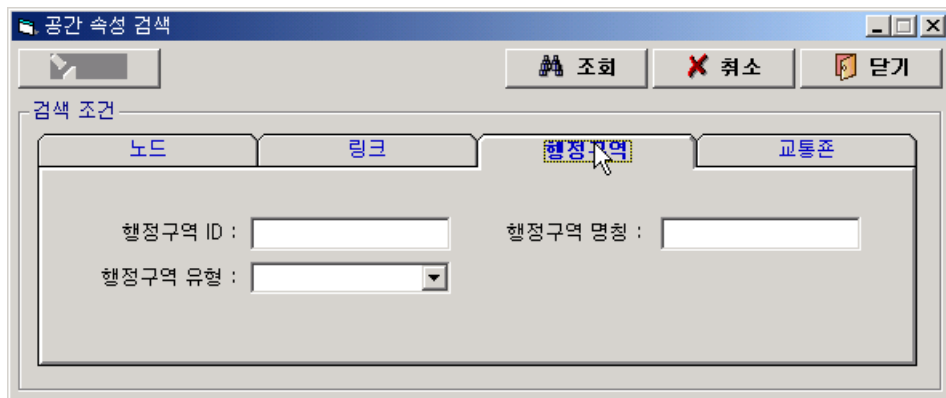 공간 속성 검색
조회 취소 닫기
검색 조건
노드 링크 행정구역 교통죤
행정구역 ID : 행정구역 명칭 :
행정구역 유형 :